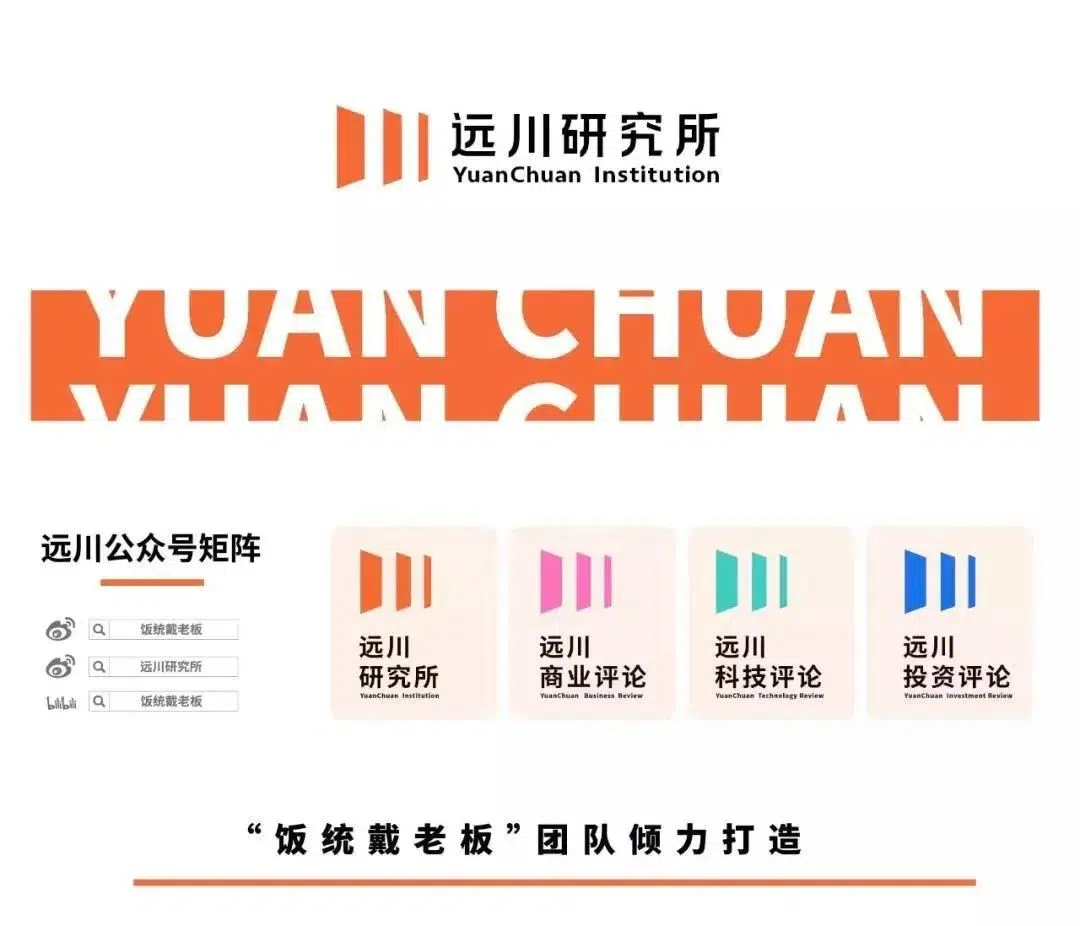 远川研究所
YuanChuan Institution
YUAN CHUAN
YUAN CHUAN
远川公众号矩阵
饭统戴老板
远川研究所
bilibili
饭统戴老板
远川
研究所
YuanChuan Institution
远川
商业评论
YuanChuan Business Review
远川
科技评论
YuanChuan Technology Review
远川
投资评论
YuanChuan Investment Review
“饭统戴老板”团队倾力打造